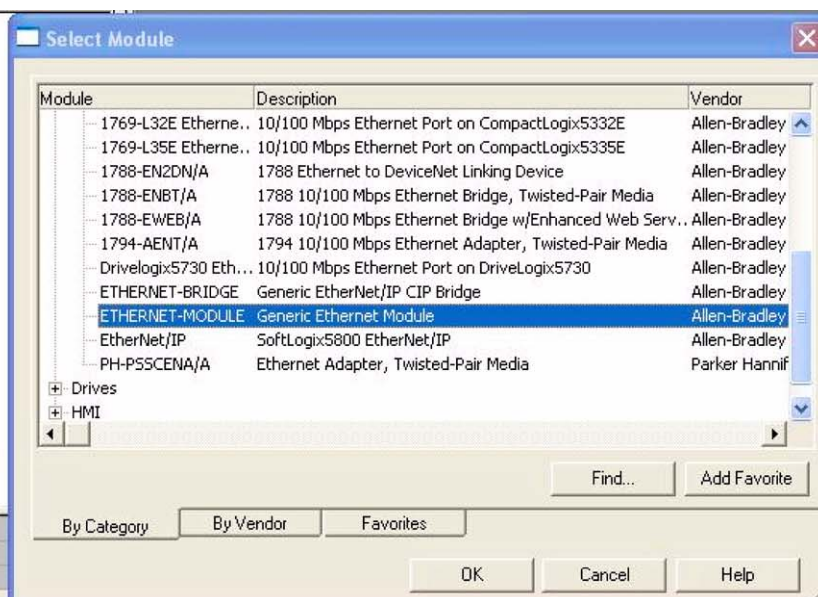 Select Module
Module Description Vendor
1769-L32E Etherne... 10/100 Mbps Ethernet Port on CompactLogix5332E Allen-Bradley
1769-L35E Etherne... 10/100 Mbps Ethernet Port on CompactLogix5335E Allen-Bradley
1788-EN2DN/A 1788 Ethernet to DeviceNet Linking Device Allen-Bradley
1788-ENBT/A 1788 10/100 Mbps Ethernet Bridge, Twisted-Pair Media Allen-Bradley
1788-EWEB/A 1788 10/100 Mbps Ethernet Bridge w/Enhanced Web Serv... Allen-Bradley
1794-AENT/A 1794 10/100 Mbps Ethernet Adapter, Twisted-Pair Media Allen-Bradley
Drivelogix5730 Eth... 10/100 Mbps Ethernet Port on DriveLogix5730 Allen-Bradley
ETHERNET-BRIDGE Generic EtherNet/IP CIP Bridge Allen-Bradley
ETHERNET-MODULE Generic Ethernet Module Allen-Bradley
EtherNet/IP SoftLogix5800 EtherNet/IP Allen-Bradley
PH-PSSCENA/A Ethernet Adapter, Twisted-Pair Media Parker Hannif
Drives
HMI
Find... Add Favorite
By Category By Vendor Favorites
OK Cancel Help